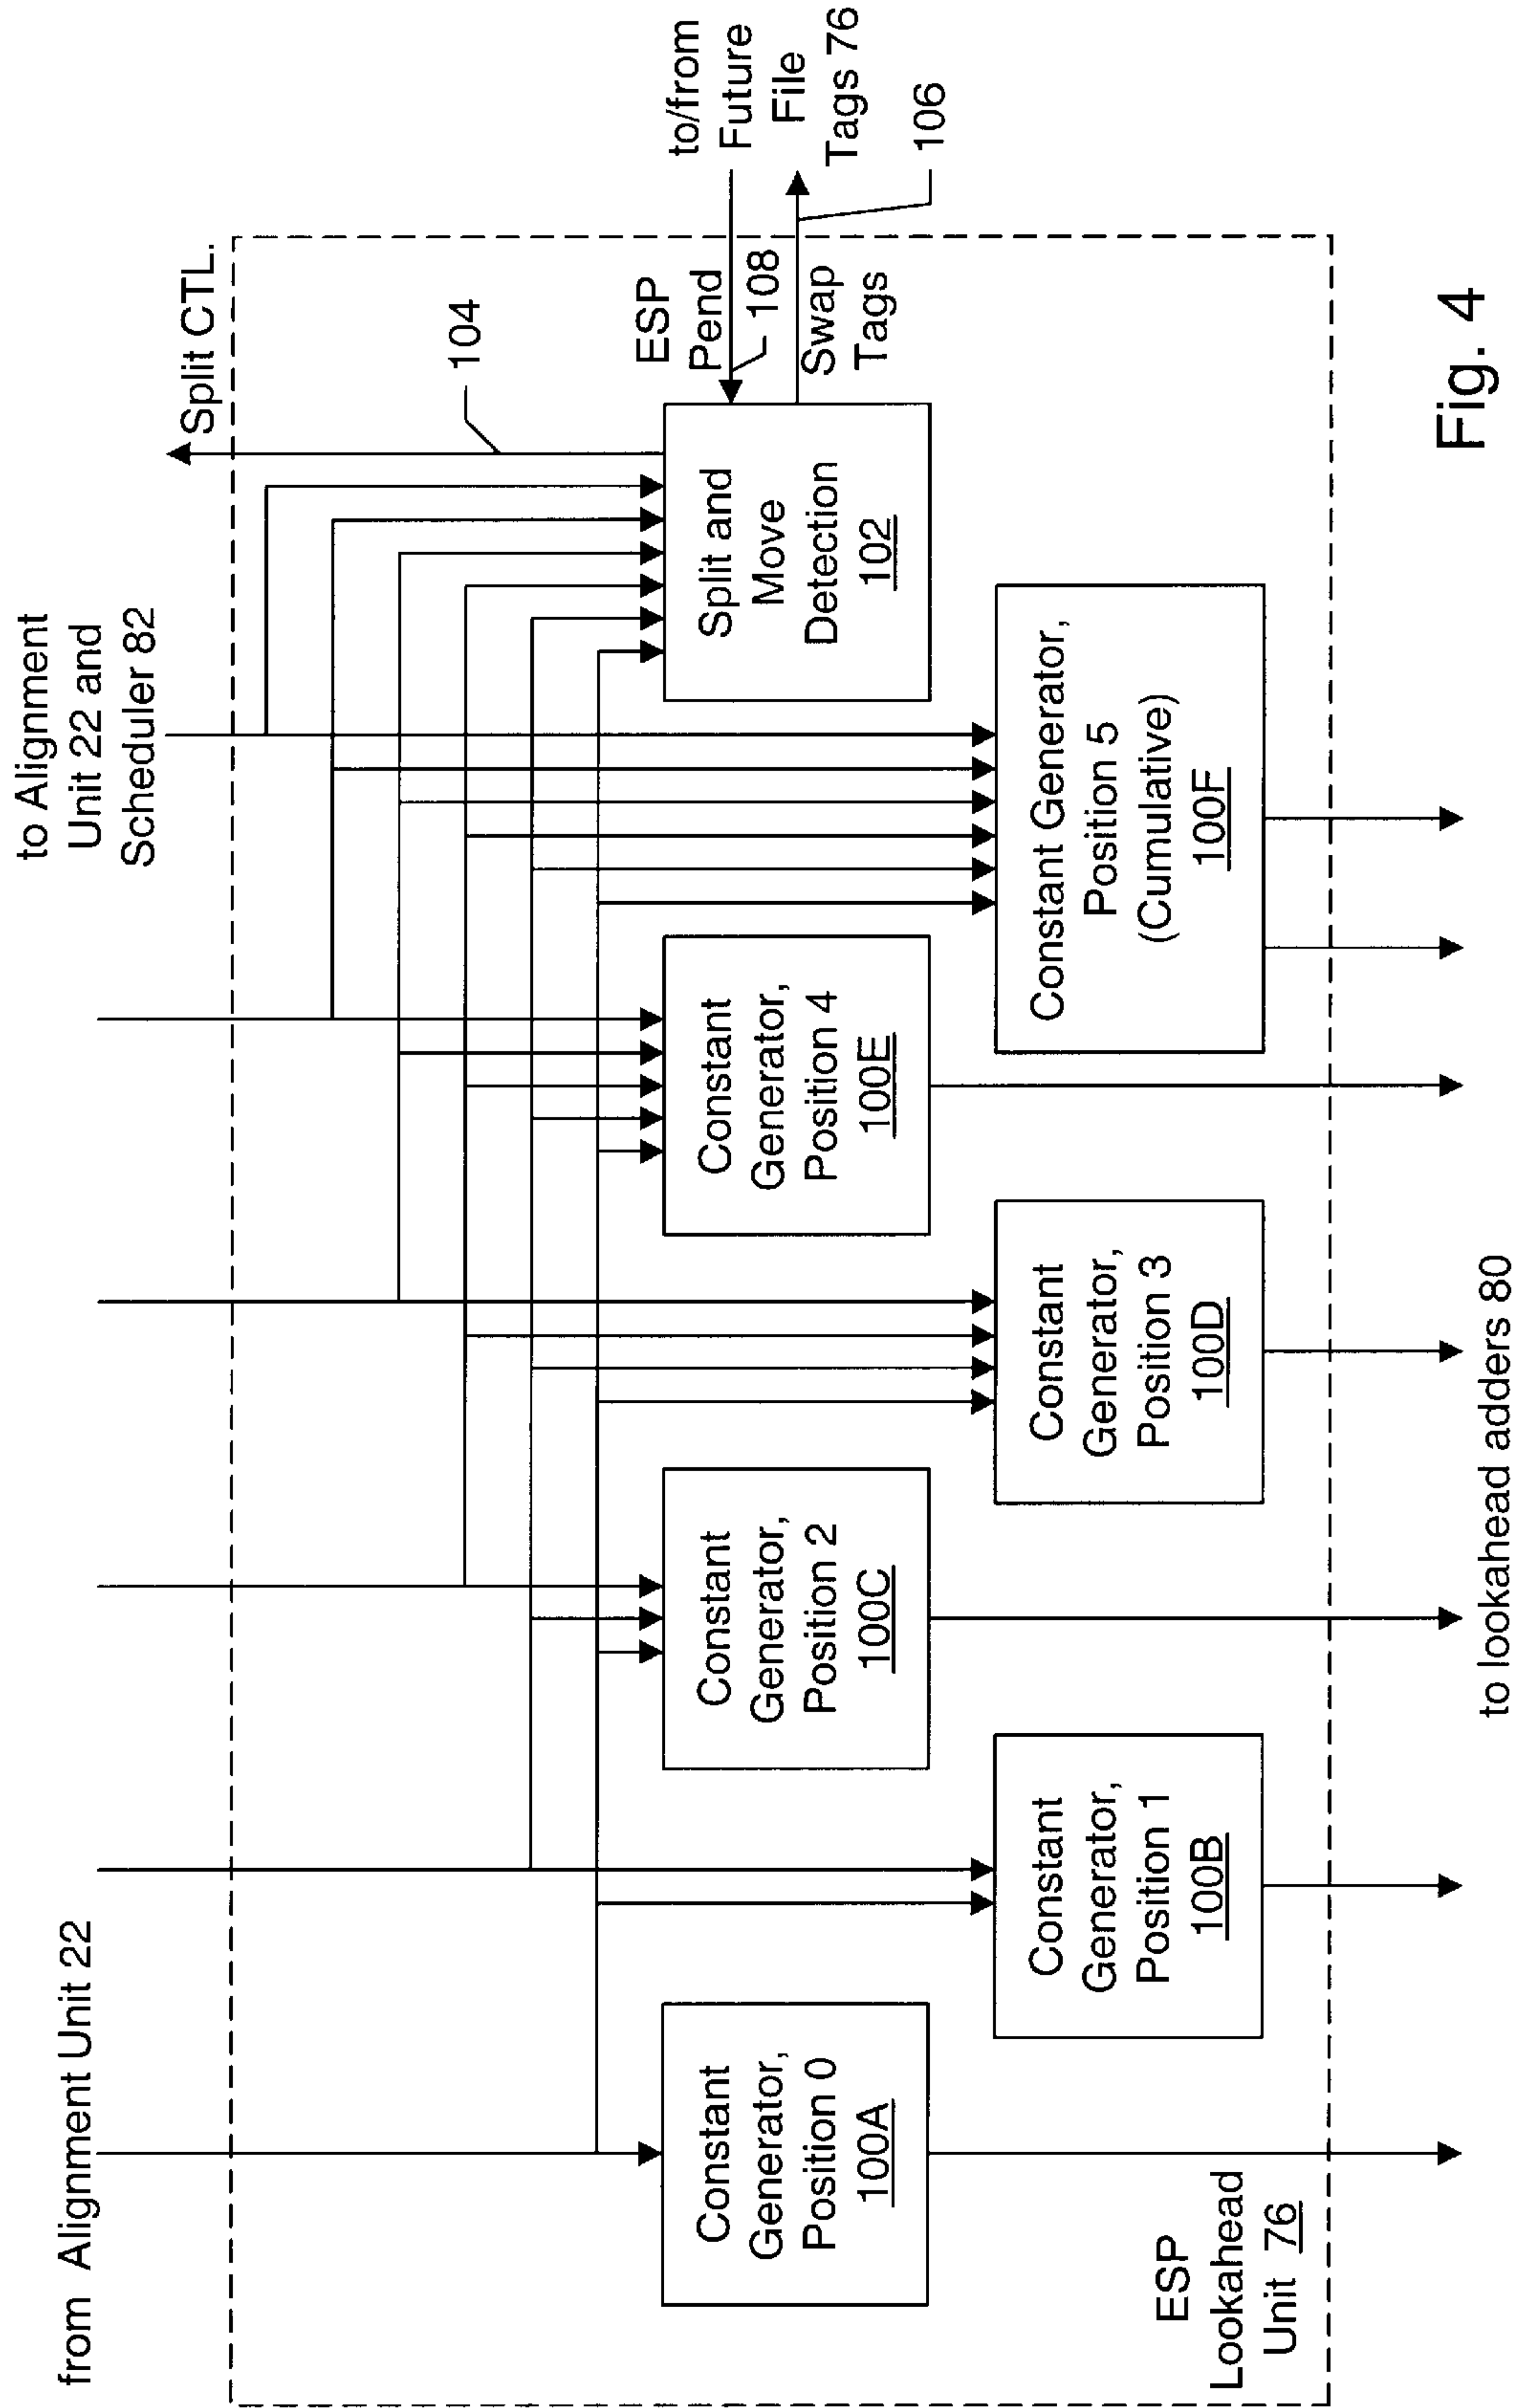 from Alignment Unit 22
to Alignment
Unit 22 and
Scheduler 82
Split CTL.
104
to/from
Future
File
Tags 76
ESP
Pend
108
Swap
Tags
106
Constant
Generator,
Position 0
100A
Constant
Generator,
Position 2
100C
Constant
Generator,
Position 4
100E
Split and
Move
Detection
102
Constant
Generator,
Position 1
100B
Constant
Generator,
Position 3
100D
Constant Generator,
Position 5
(Cumulative)
100F
ESP
Lookahead
Unit 76
to lookahead adders 80
Fig. 4